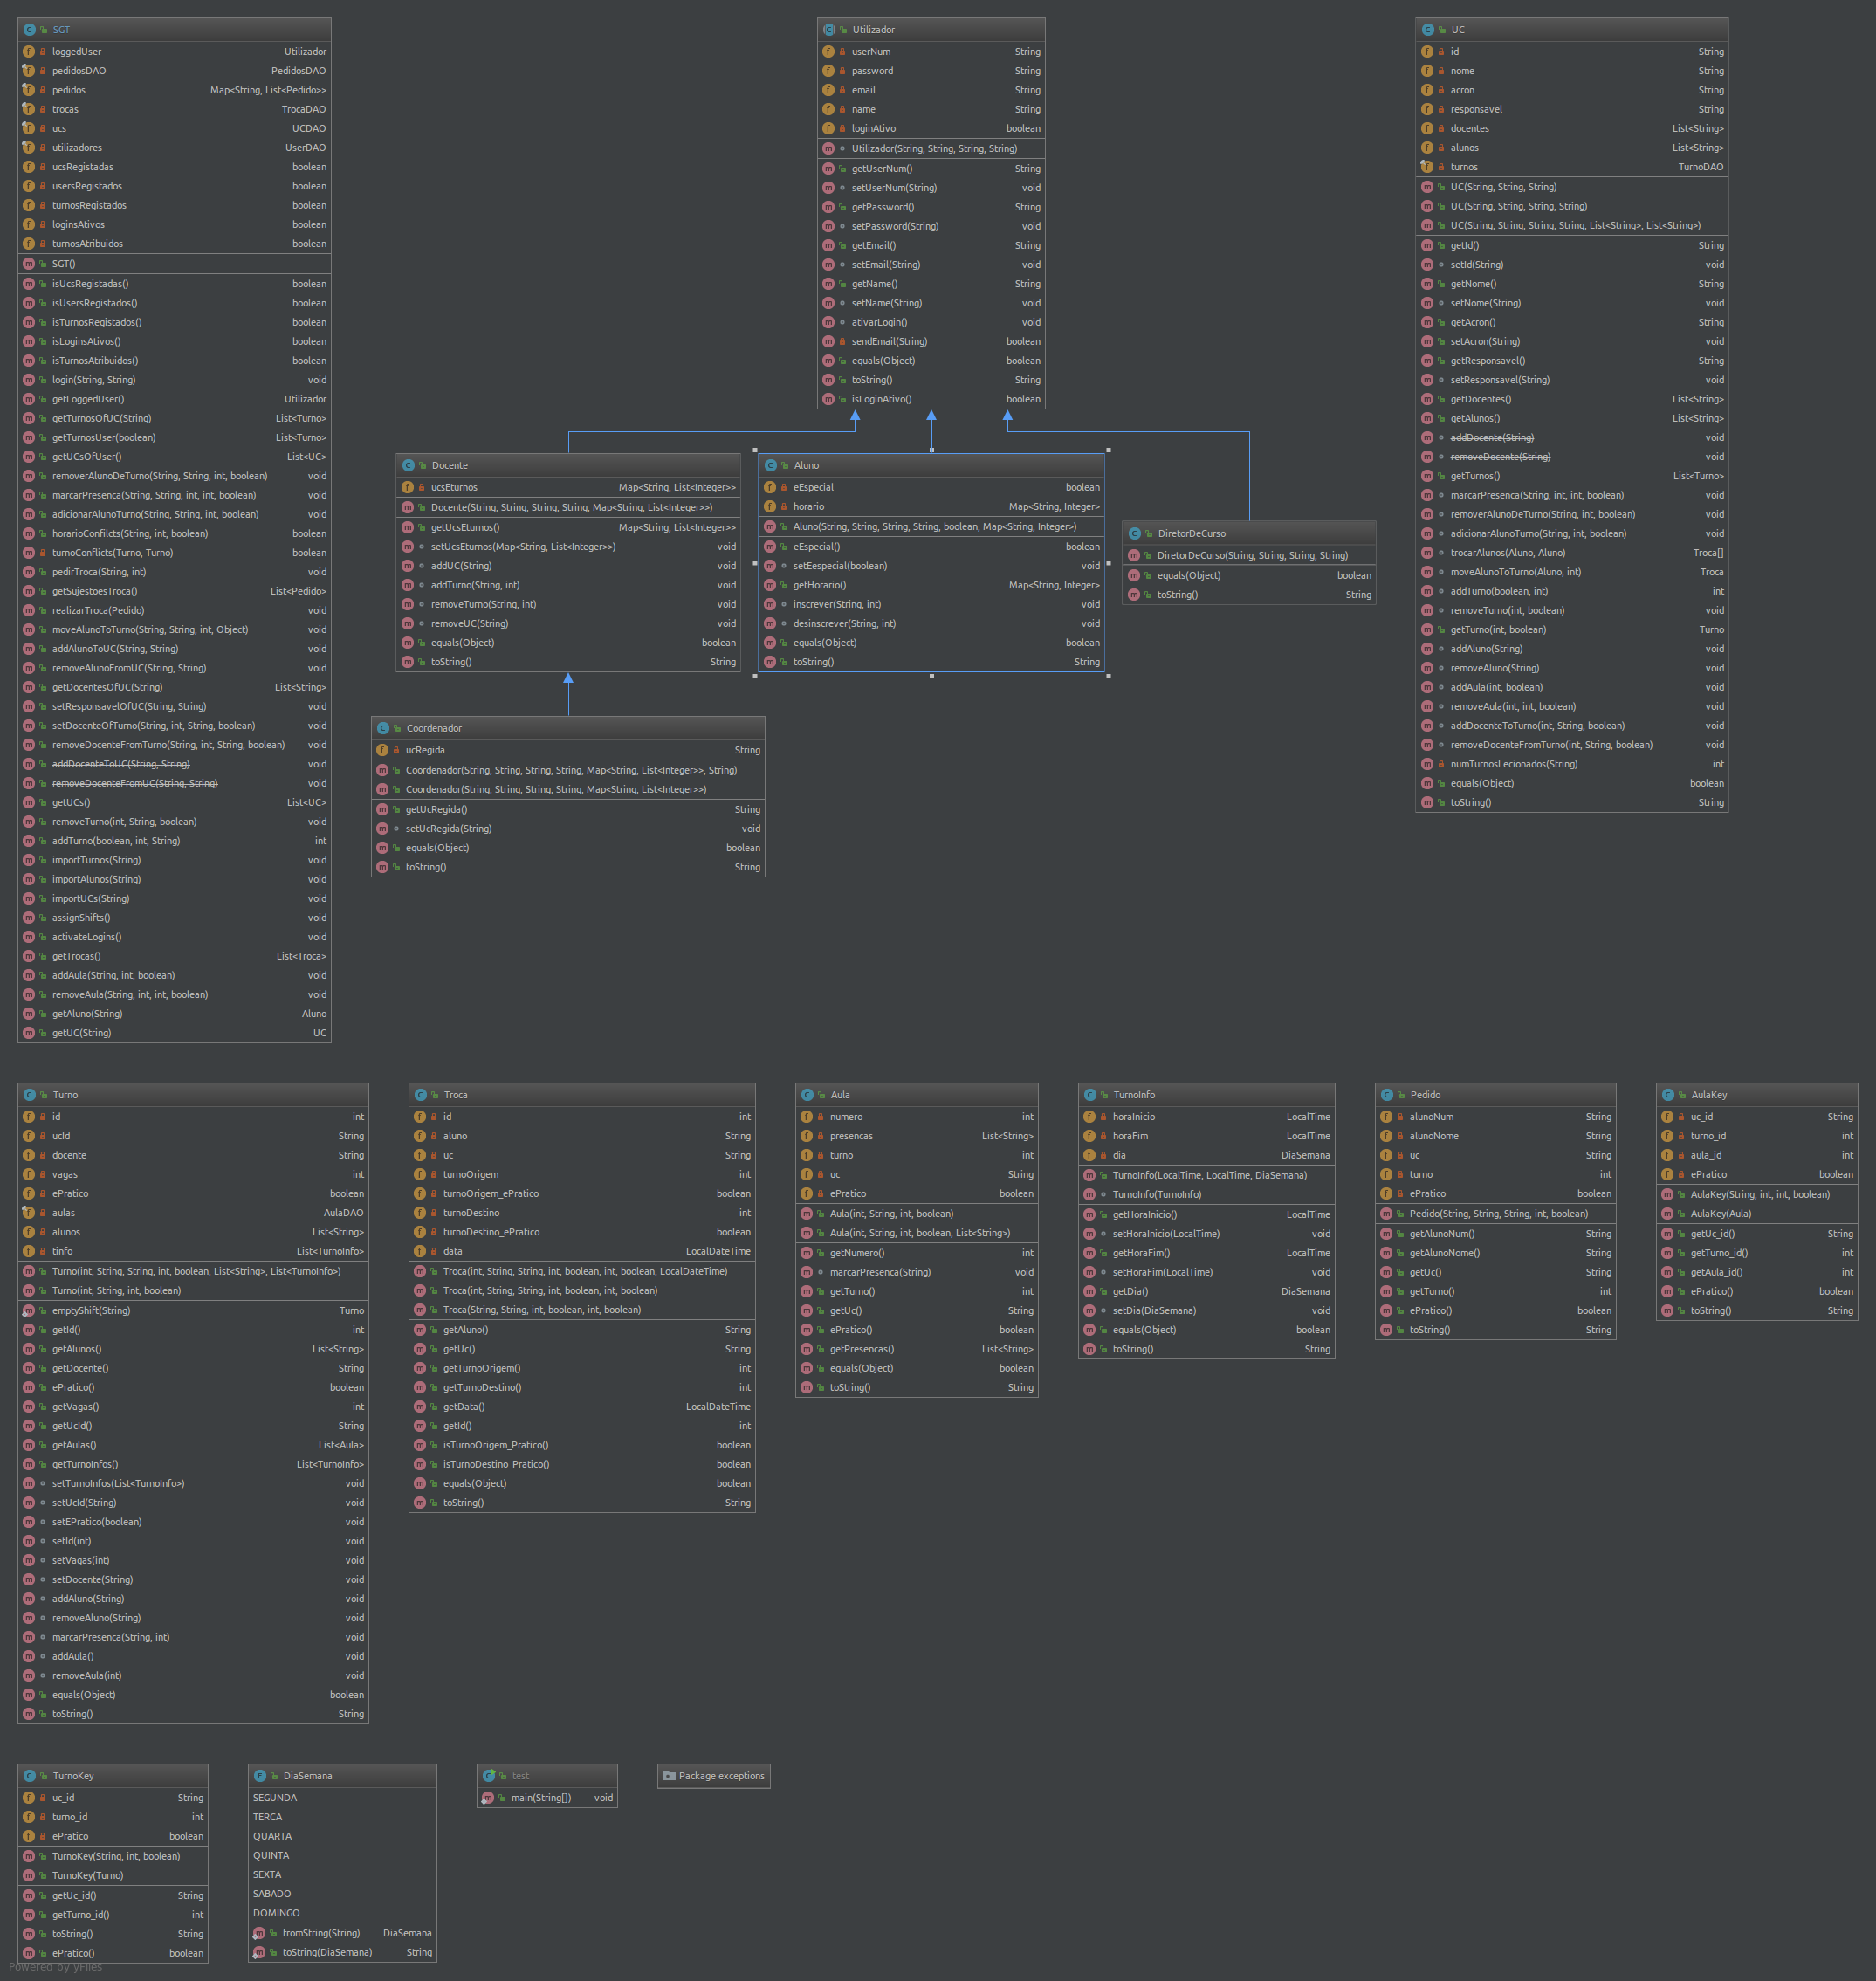 SGT
loggedUser Utilizador
pedidosDAO PedidosDAO
pedidos Map<String, List<Pedido>>
trocas TrocaDAO
ucs UCDAO
utilizadores UserDAO
ucsRegistadas boolean
usersRegistados boolean
turnosRegistados boolean
loginsAtivos boolean
turnosAtribuidos boolean
SGT()
isUcsRegistadas() boolean
isUsersRegistados() boolean
isTurnosRegistados() boolean
isLoginsAtivos() boolean
isTurnosAtribuidos() boolean
login(String, String) void
getLoggedUser() Utilizador
getTurnosOfUC(String) List<Turno>
getTurnosUser(boolean) List<Turno>
getUCsOfUser() List<UC>
removerAlunoDeTurno(String, String, int, boolean) void
marcarPresenca(String, String, int, int, boolean) void
adicionarAlunoTurno(String, String, int, boolean) void
horarioConfilcts(String, int, boolean) boolean
turnoConflicts(Turno, Turno) boolean
pedirTroca(String, int) void
getSujestoesTroca() List<Pedido>
realizarTroca(Pedido) void
moveAlunoToTurno(String, String, int, Object) void
addAlunoToUC(String, String) void
removeAlunoFromUC(String, String) void
getDocentesOfUC(String) List<String>
setResponsavelOfUC(String, String) void
setDocenteOfTurno(String, int, String, boolean) void
removeDocenteFromTurno(String, int, String, boolean) void
addDocenteToUC(String, String) void
removeDocenteFromUC(String, String) void
getUCs() List<UC>
removeTurno(int, String, boolean) void
addTurno(boolean, int, String) int
importTurnos(String) void
importAlunos(String) void
importUCs(String) void
assignShifts() void
activateLogins() void
getTrocas() List<Troca>
addAula(String, int, boolean) void
removeAula(String, int, int, boolean) void
getAluno(String) Aluno
getUC(String) UC
Utilizador
userNum String
password String
email String
name String
loginAtivo boolean
Utilizador(String, String, String, String)
getUserNum() String
setUserNum(String) void
getPassword() String
setPassword(String) void
getEmail() String
setEmail(String) void
getName() String
setName(String) void
ativarLogin() void
sendEmail(String) boolean
equals(Object) boolean
toString() String
isLoginAtivo() boolean
UC
id String
nome String
acron String
responsavel String
docentes List<String>
alunos List<String>
turnos TurnoDAO
UC(String, String, String)
UC(String, String, String, String)
UC(String, String, String, String, List<String>, List<String>)
getId() String
setId(String) void
getNome() String
setNome(String) void
getAcron() String
setAcron(String) void
getResponsavel() String
setResponsavel(String) void
getDocentes() List<String>
getAlunos() List<String>
addDocente(String) void
removeDocente(String) void
getTurnos() List<Turno>
marcarPresenca(String, int, int, boolean) void
removerAlunoDeTurno(String, int, boolean) void
adicionarAlunoTurno(String, int, boolean) void
trocarAlunos(Aluno, Aluno) Troca[]
moveAlunoToTurno(Aluno, int) Troca
addTurno(boolean, int) int
removeTurno(int, boolean) void
getTurno(int, boolean) Turno
addAluno(String) void
removeAluno(String) void
addAula(int, boolean) void
removeAula(int, int, boolean) void
addDocenteToTurno(int, String, boolean) void
removeDocenteFromTurno(int, String, boolean) void
numTurnosLecionados(String) int
equals(Object) boolean
toString() String
Docente
ucsEturnos Map<String, List<Integer>>
Docente(String, String, String, String, Map<String, List<Integer>>)
getUcsEturnos() Map<String, List<Integer>>
setUcsEturnos(Map<String, List<Integer>>) void
addUC(String) void
addTurno(String, int) void
removeTurno(String, int) void
removeUC(String) void
equals(Object) boolean
toString() String
Aluno
eEspecial boolean
horario Map<String, Integer>
Aluno(String, String, String, String, boolean, Map<String, Integer>)
eEspecial() boolean
setEespecial(boolean) void
getHorario() Map<String, Integer>
inscrever(String, int) void
desinscrever(String, int) void
equals(Object) boolean
toString() String
DiretorDeCurso
DiretorDeCurso(String, String, String, String)
equals(Object) boolean
toString() String
Coordenador
ucRegida String
Coordenador(String, String, String, String, Map<String, List<Integer>>, String)
Coordenador(String, String, String, String, Map<String, List<Integer>>)
getUcRegida() String
setUcRegida(String) void
equals(Object) boolean
toString() String
Turno
id int
ucId String
docente String
vagas int
ePratico boolean
aulas AulaDAO
alunos List<String>
tinfo List<TurnoInfo>
Turno(int, String, String, int, boolean, List<String>, List<TurnoInfo>)
Turno(int, String, int, boolean)
emptyShift(String) Turno
getId() int
getAlunos() List<String>
getDocente() String
ePratico() boolean
getVagas() int
getUcId() String
getAulas() List<Aula>
getTurnoInfos() List<TurnoInfo>
setTurnoInfos(List<TurnoInfo>) void
setUcId(String) void
setEPratico(boolean) void
setId(int) void
setVagas(int) void
setDocente(String) void
addAluno(String) void
removeAluno(String) void
marcarPresenca(String, int) void
addAula() void
removeAula(int) void
equals(Object) boolean
toString() String
Troca
id int
aluno String
uc String
turnoOrigem int
turnoOrigem_ePratico boolean
turnoDestino int
turnoDestino_ePratico boolean
data LocalDateTime
Troca(int, String, String, int, boolean, int, boolean, LocalDateTime)
Troca(int, String, String, int, boolean, int, boolean)
Troca(String, String, int, boolean, int, boolean)
getAluno() String
getUc() String
getTurnoOrigem() int
getTurnoDestino() int
getData() LocalDateTime
getId() int
isTurnoOrigem_Pratico() boolean
isTurnoDestino_Pratico() boolean
equals(Object) boolean
toString() String
Aula
numero int
presencas List<String>
turno int
uc String
ePratico boolean
Aula(int, String, int, boolean)
Aula(int, String, int, boolean, List<String>)
getNumero() int
marcarPresenca(String) void
getTurno() int
getUc() String
ePratico() boolean
getPresencas() List<String>
equals(Object) boolean
toString() String
TurnoInfo
horaInicio LocalTime
horaFim LocalTime
dia DiaSemana
TurnoInfo(LocalTime, LocalTime, DiaSemana)
TurnoInfo(TurnoInfo)
getHoraInicio() LocalTime
setHoraInicio(LocalTime) void
getHoraFim() LocalTime
setHoraFim(LocalTime) void
getDia() DiaSemana
setDia(DiaSemana) void
equals(Object) boolean
toString() String
Pedido
alunoNum String
alunoNome String
uc String
turno int
ePratico boolean
Pedido(String, String, String, int, boolean)
getAlunoNum() String
getAlunoNome() String
getUc() String
getTurno() int
ePratico() boolean
toString() String
AulaKey
uc_id String
turno_id int
aula_id int
ePratico boolean
AulaKey(String, int, int, boolean)
AulaKey(Aula)
getUc_id() String
getTurno_id() int
getAula_id() int
ePratico() boolean
toString() String
TurnoKey
uc_id String
turno_id int
ePratico boolean
TurnoKey(String, int, boolean)
TurnoKey(Turno)
getUc_id() String
getTurno_id() int
toString() String
ePratico() boolean
DiaSemana
SEGUNDA
TERCA
QUARTA
QUINTA
SEXTA
SABADO
DOMINGO
fromString(String) DiaSemana
toString(DiaSemana) String
test
main(String[]) void
Package exceptions
Powered by yFiles